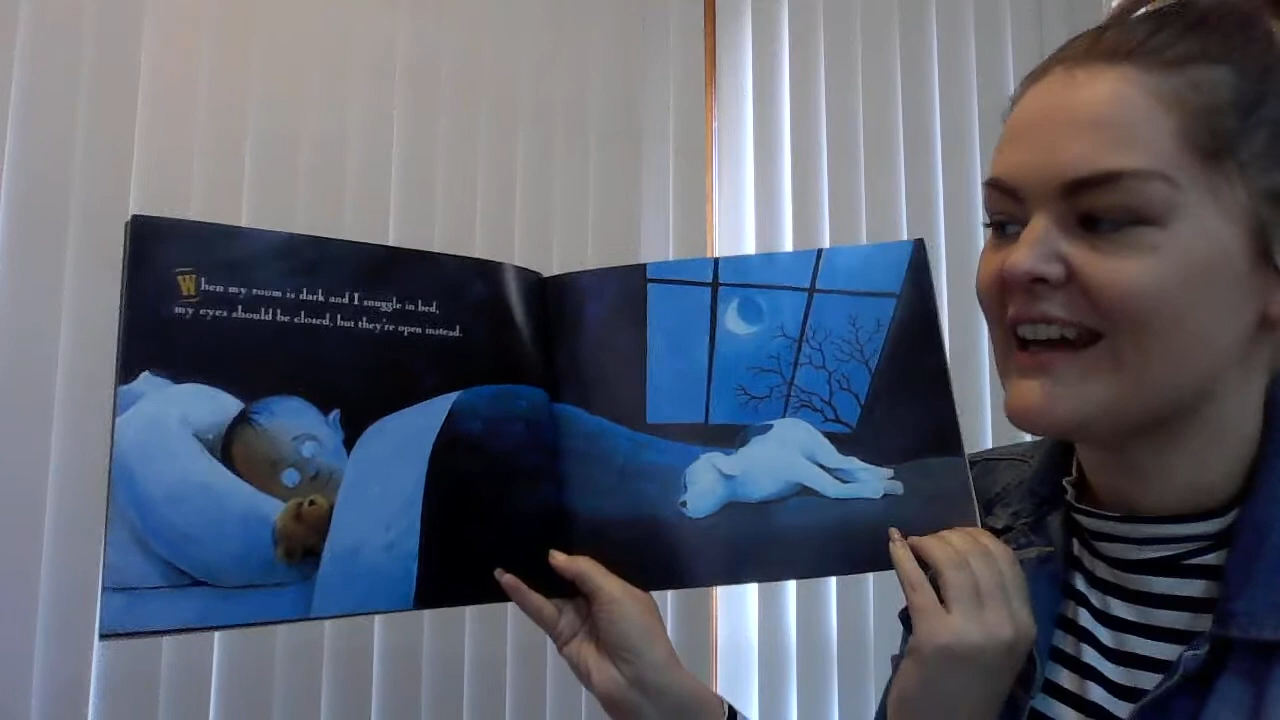 When my room is dark and I snuggle in bed,
my eyes should be closed, but they're open instead.